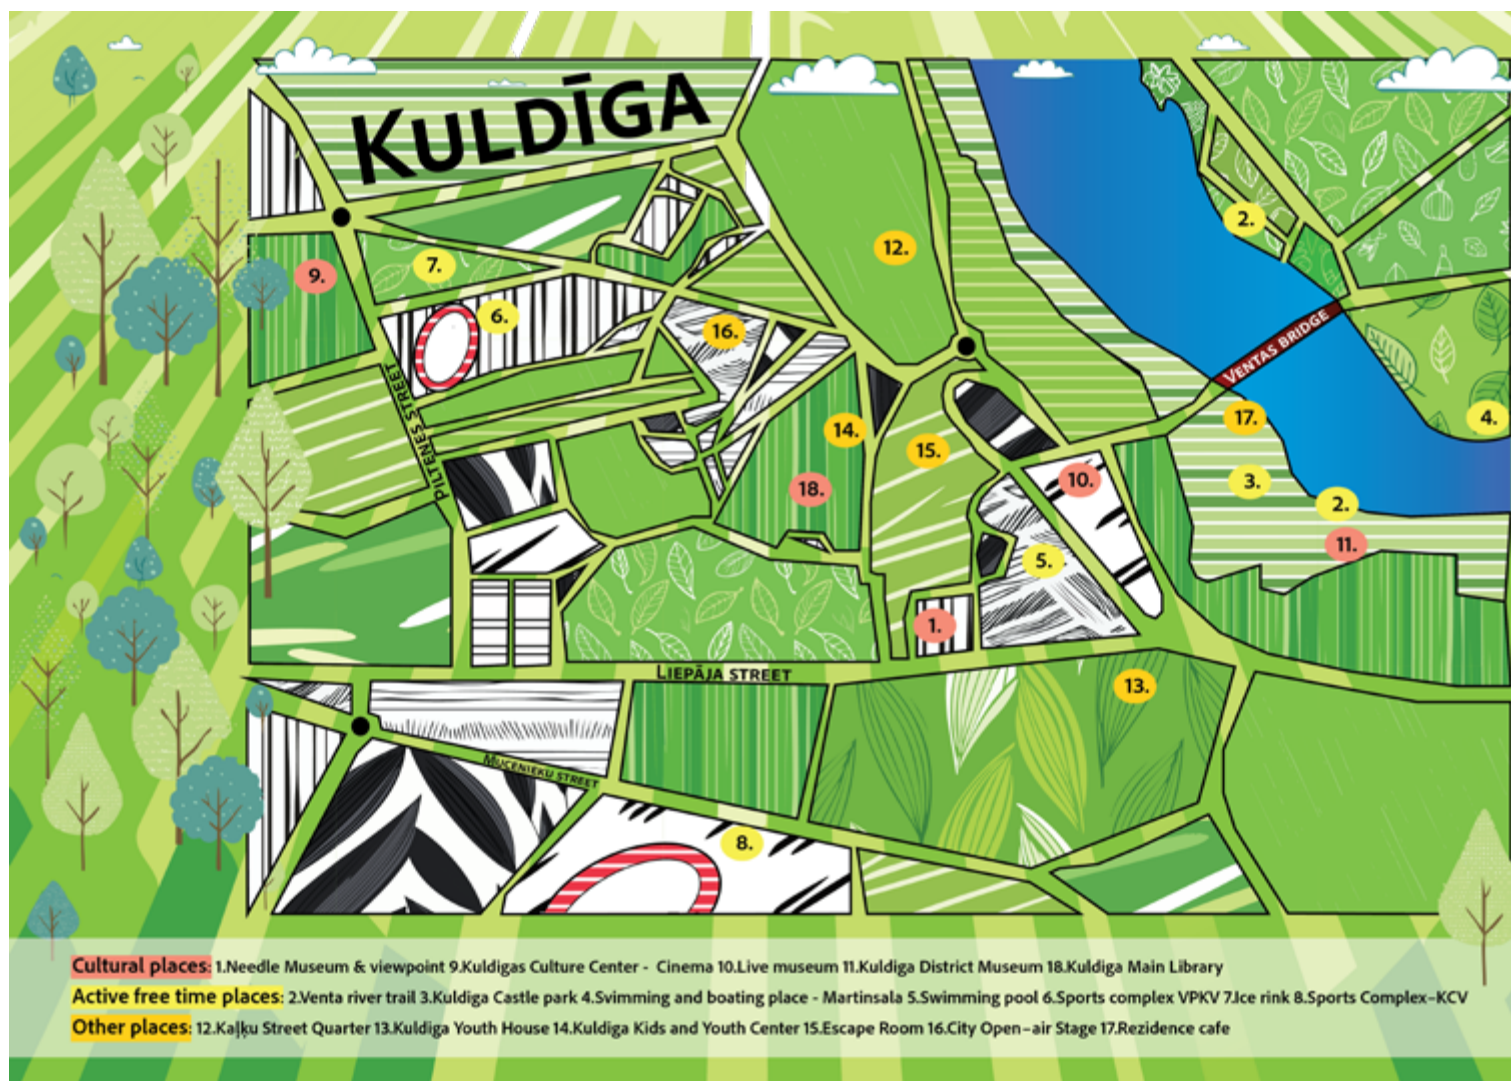 KULDĪGA
12.
2.
7.
9.
6.
16.
VENTAS BRIDGE
17.
4.
14.
15.
PILTENES STREET
10.
3.
18.
2.
11.
5.
1.
LIEPĀJA STREET
13.
MUCENIEKU STREET
8.
Cultural places: 1.Needle Museum & viewpoint 9.Kuldigas Culture Center - Cinema 10.Live museum 11.Kuldiga District Museum 18.Kuldiga Main Library
Active free time places: 2.Venta river trail 3.Kuldiga Castle park 4.Svimming and boating place - Martinsala 5.Swimming pool 6.Sports complex VPKV 7.Ice rink 8.Sports Complex-KCV
Other places: 12.Kaļķu Street Quarter 13.Kuldiga Youth House 14.Kuldiga Kids and Youth Center 15.Escape Room 16.City Open-air Stage 17.Rezidence cafe